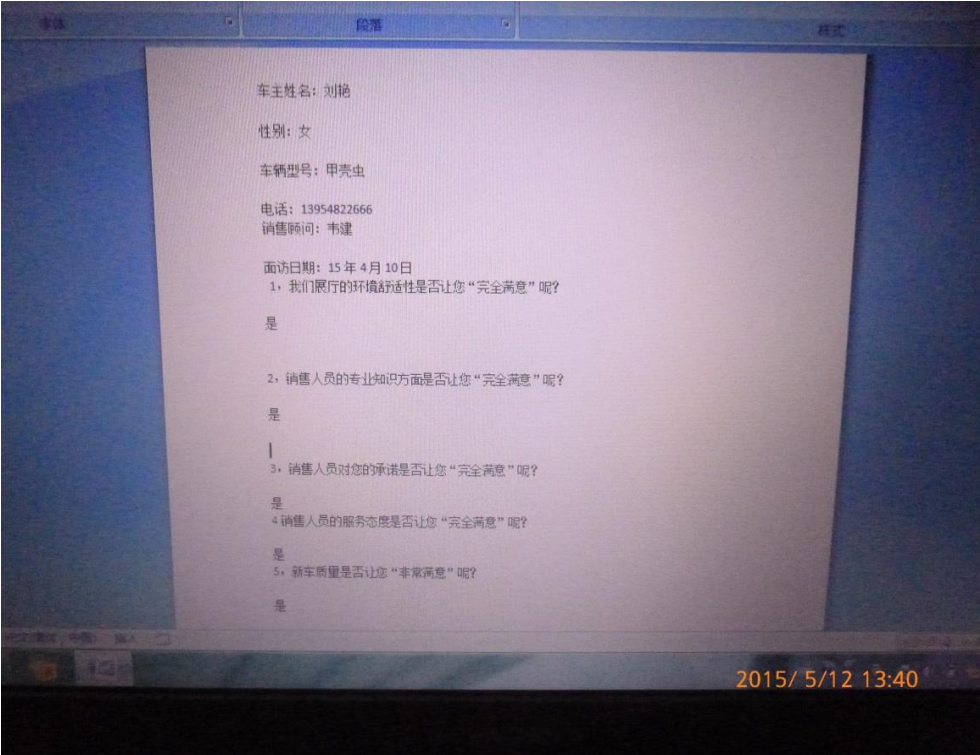 字体
段落
样式
车主姓名：刘艳
性别：女
车辆型号：甲壳虫
电话：13954822666
销售顾问：韦建
面访日期：15年4月10日
1，我们展厅的环境舒适性是否让您“完全满意”呢？
是
2，销售人员的专业知识方面是否让您“完全满意”呢？
是
3，销售人员对您的承诺是否让您“完全满意”呢？
是
4销售人员的服务态度是否让您“完全满意”呢？
是
5，新车质量是否让您“非常满意”呢？
是
插入
2015/ 5/12 13:40